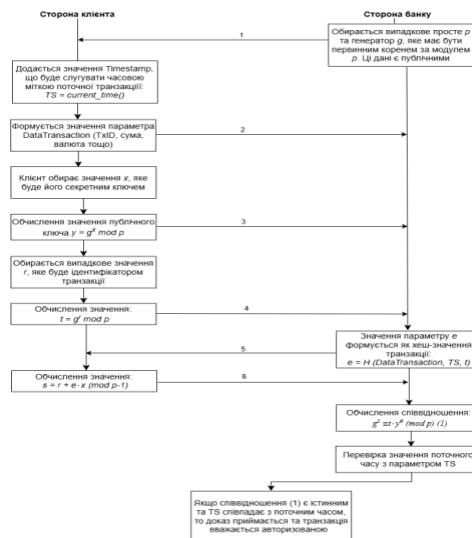 Сторона клієнта
Сторона банку
Обирається випадкове просте p
та генератор g, яке має бути
первинним коренем за модулем
p. Ці дані є публічними
1
Додається значення Timestamp,
що буде слугувати часовою
міткою поточної транзакції:
TS = current_time()
Формується значення параметра
DataTransaction (TxID, сума,
валюта тощо)
2
Клієнт обирає значення x, яке
буде його секретним ключем
Обчислення значення публічного
ключа y = g^x mod p
3
Обирається випадкове значення
r, яке буде ідентифікатором
транзакції
Обчислення значення:
t = g^r mod p
4
Значення параметру e
формується як хеш-значення
транзакції:
e = H (DataTransaction, TS, t)
5
Обчислення значення:
s = r + e · x (mod p-1)
6
Обчислення співвідношення:
g^s ≡ t · y^e (mod p) (1)
Перевірка значення поточного
часу з параметром TS
Якщо співвідношення (1) є істинним
та TS співпадає з поточним часом,
то доказ приймається та транзакція
вважається авторизованою